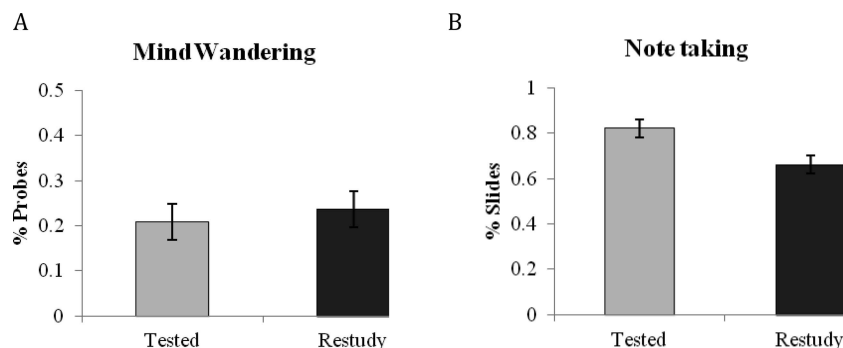 A
Mind Wandering
% Probes
0.5
0.4
0.3
0.2
0.1
0
Tested
Restudy
B
Note taking
% Slides
1
0.8
0.6
0.4
0.2
0
Tested
Restudy